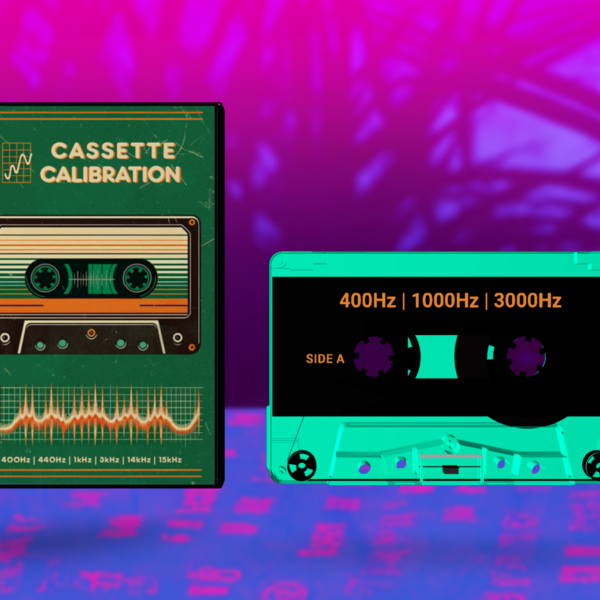 CASSETTE
CALIBRATION
400Hz | 440Hz | 1kHz | 3kHz | 14kHz | 15kHz
400Hz | 1000Hz | 3000Hz
SIDE A